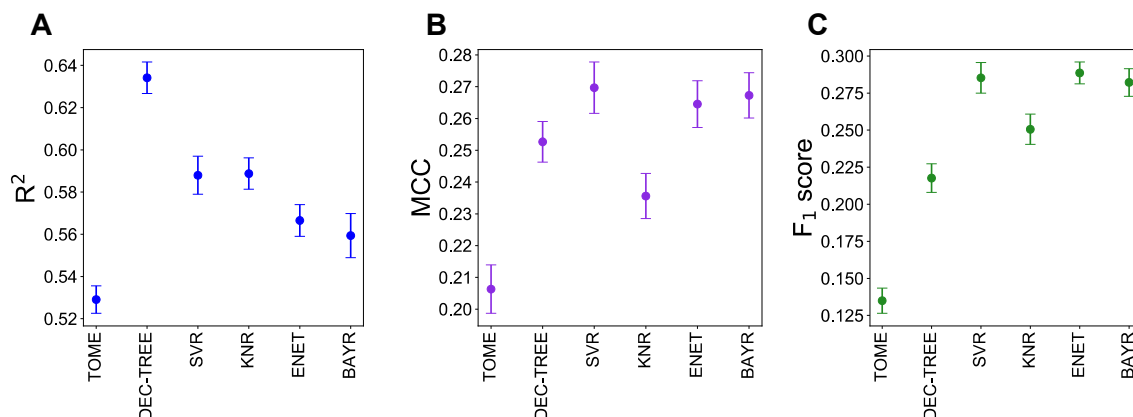 A
R²
0.64
0.62
0.60
0.58
0.56
0.54
0.52
TOME
DEC-TREE
SVR
KNR
ENET
BAYR
B
MCC
0.28
0.27
0.26
0.25
0.24
0.23
0.22
0.21
0.20
TOME
DEC-TREE
SVR
KNR
ENET
BAYR
C
F₁ score
0.300
0.275
0.250
0.225
0.200
0.175
0.150
0.125
TOME
DEC-TREE
SVR
KNR
ENET
BAYR